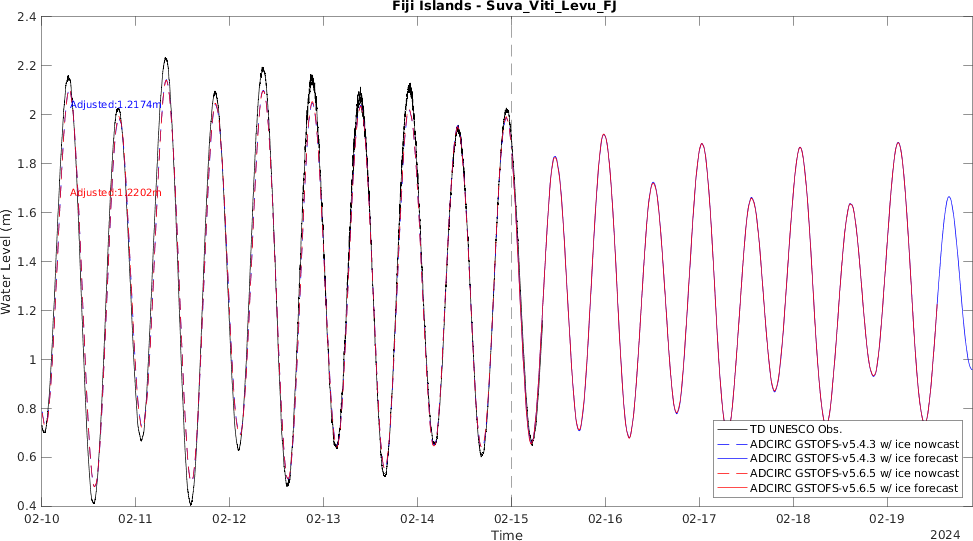 Fiji Islands - Suva_Viti_Levu_FJ
2.4
2.2
2
1.8
1.6
1.4
1.2
1
0.8
0.6
0.4
Water Level (m)
Adjusted:1.2174m
Adjusted:1.2202m
TD UNESCO Obs.
ADCIRC GSTOFS-v5.4.3 w/ ice nowcast
ADCIRC GSTOFS-v5.4.3 w/ ice forecast
ADCIRC GSTOFS-v5.6.5 w/ ice nowcast
ADCIRC GSTOFS-v5.6.5 w/ ice forecast
02-10 02-11 02-12 02-13 02-14 02-15 02-16 02-17 02-18 02-19
Time
2024